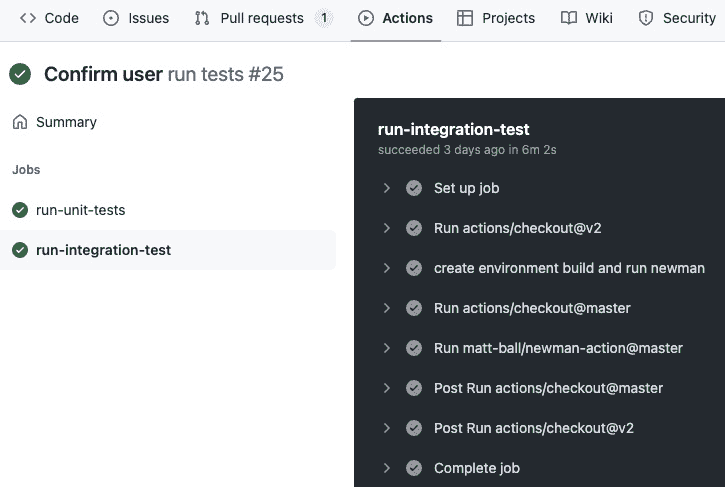 Code Issues Pull requests 1 Actions Projects Wiki Security
Confirm user run tests #25
Summary
Jobs
run-unit-tests
run-integration-test
run-integration-test
succeeded 3 days ago in 6m 2s
Set up job
Run actions/checkout@v2
create environment build and run newman
Run actions/checkout@master
Run matt-ball/newman-action@master
Post Run actions/checkout@master
Post Run actions/checkout@v2
Complete job